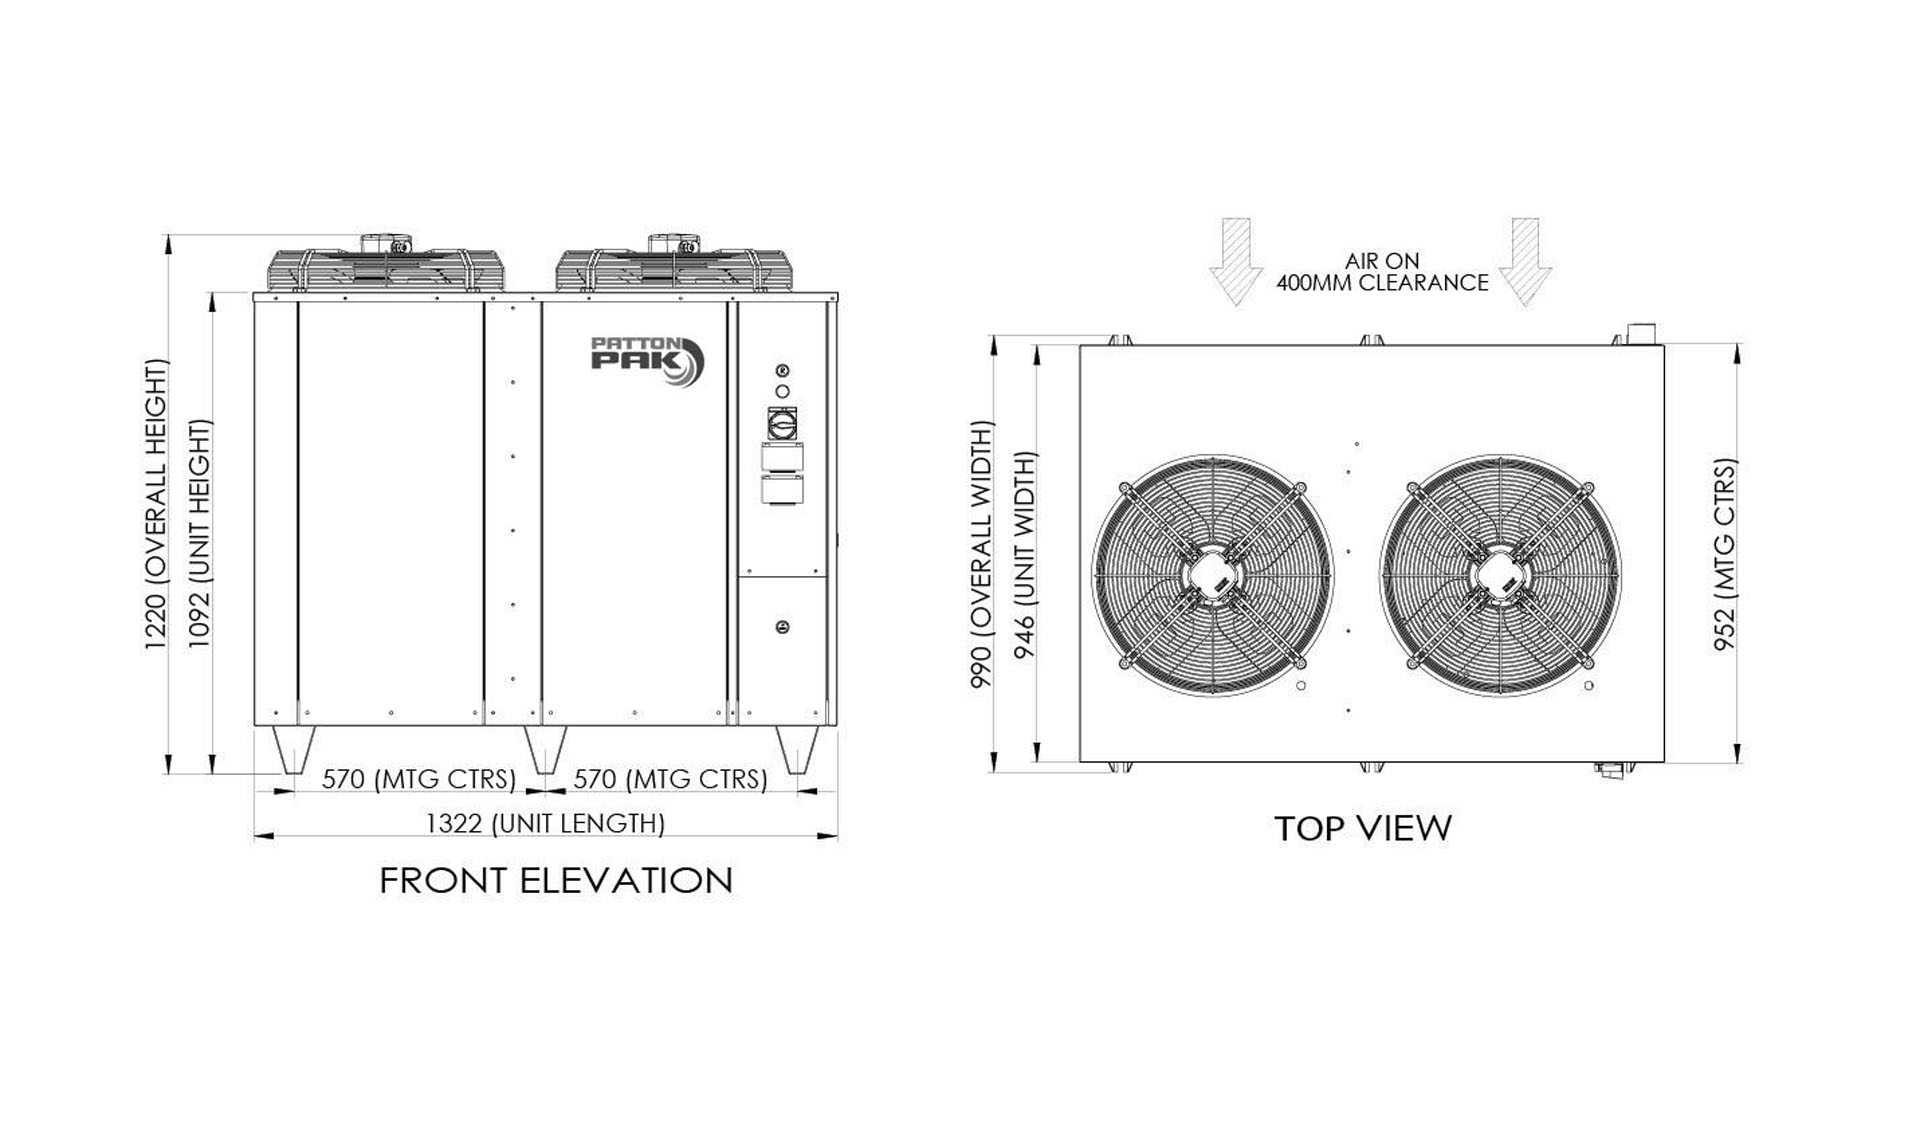 1220 (OVERALL HEIGHT)
1092 (UNIT HEIGHT)
PATTON
PAK
570 (MTG CTRS)
570 (MTG CTRS)
1322 (UNIT LENGTH)
FRONT ELEVATION
AIR ON
400MM CLEARANCE
990 (OVERALL WIDTH)
946 (UNIT WIDTH)
952 (MTG CTRS)
TOP VIEW